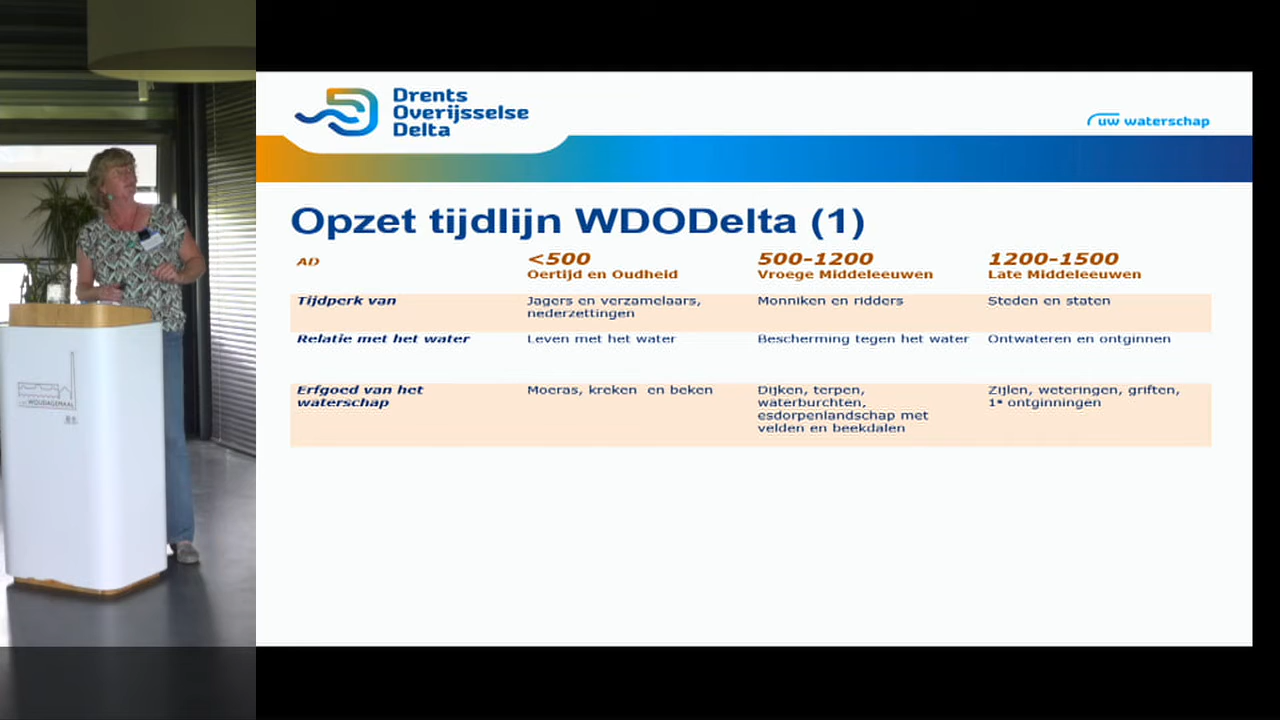 Drents
Overijsselse
Delta
uw waterschap
Opzet tijdlijn WDODelta (1)
AD
<500
Oertijd en Oudheid
500-1200
Vroege Middeleeuwen
1200-1500
Late Middeleeuwen
Tijdperk van
Jagers en verzamelaars,
nederzettingen
Monniken en ridders
Steden en staten
Relatie met het water
Leven met het water
Bescherming tegen het water
Ontwateren en ontginnen
Erfgoed van het
waterschap
Moeras, kreken en beken
Dijken, terpen,
waterburchten,
esdorpenlandschap met
velden en beekdalen
Zijlen, weteringen, griften,
1e ontginningen
WOUDAGEMAAL